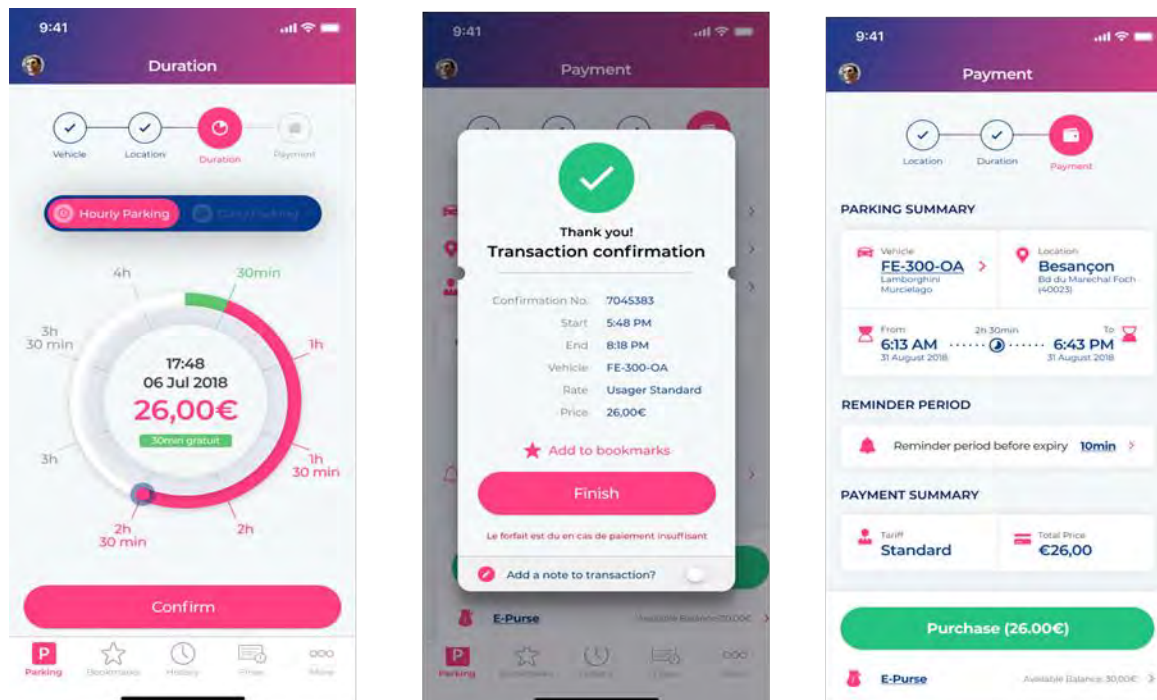 9:41
Duration
Vehicle
Location
Duration
Payment
Hourly Parking
Daily Parking
4h
30min
3h
30 min
1h
17:48
06 Jul 2018
26,00€
30min gratuit
3h
1h
30 min
2h
30 min
2h
Confirm
P
Parking
Bookmarks
History
Fines
More
9:41
Payment
Thank you!
Transaction confirmation
Confirmation No. 7045383
Start 5:48 PM
End 8:18 PM
Vehicle FE-300-OA
Rate Usager Standard
Price 26,00€
Add to bookmarks
Finish
Le forfait est du en cas de paiement insuffisant
Add a note to transaction?
E-Purse
Available Balance: 30,00€
P
Parking
9:41
Payment
Location
Duration
Payment
PARKING SUMMARY
Vehicle
FE-300-OA
Lamborghini
Murcielago
Location
Besançon
Bd du Marechal Foch
(40023)
From
2h 30min
To
6:13 AM
6:43 PM
31 August 2018
31 August 2018
REMINDER PERIOD
Reminder period before expiry 10min
PAYMENT SUMMARY
Tariff
Standard
Total Price
€26,00
Purchase (26.00€)
E-Purse
Available Balance: 30,00€